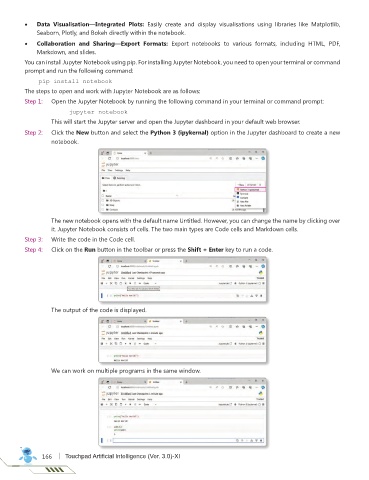 • Data Visualisation—Integrated Plots: Easily create and display visualisations using libraries like Matplotlib,
Seaborn, Plotly, and Bokeh directly within the notebook.
• Collaboration and Sharing—Export Formats: Export notebooks to various formats, including HTML, PDF,
Markdown, and slides.
You can install Jupyter Notebook using pip. For installing Jupyter Notebook, you need to open your terminal or command
prompt and run the following command:
pip install notebook
The steps to open and work with Jupyter Notebook are as follows:
Step 1: Open the Jupyter Notebook by running the following command in your terminal or command prompt:
jupyter notebook
This will start the Jupyter server and open the Jupyter dashboard in your default web browser.
Step 2: Click the New button and select the Python 3 (ipykernal) option in the Jupyter dashboard to create a new
notebook.
jupyter
The new notebook opens with the default name Untitled. However, you can change the name by clicking over
it. Jupyter Notebook consists of cells. The two main types are Code cells and Markdown cells.
Step 3: Write the code in the Code cell.
Step 4: Click on the Run button in the toolbar or press the Shift + Enter key to run a code.
jupyter
The output of the code is displayed.
jupyter
We can work on multiple programs in the same window.
jupyter
166 Touchpad Artificial Intelligence (Ver. 3.0)-XI